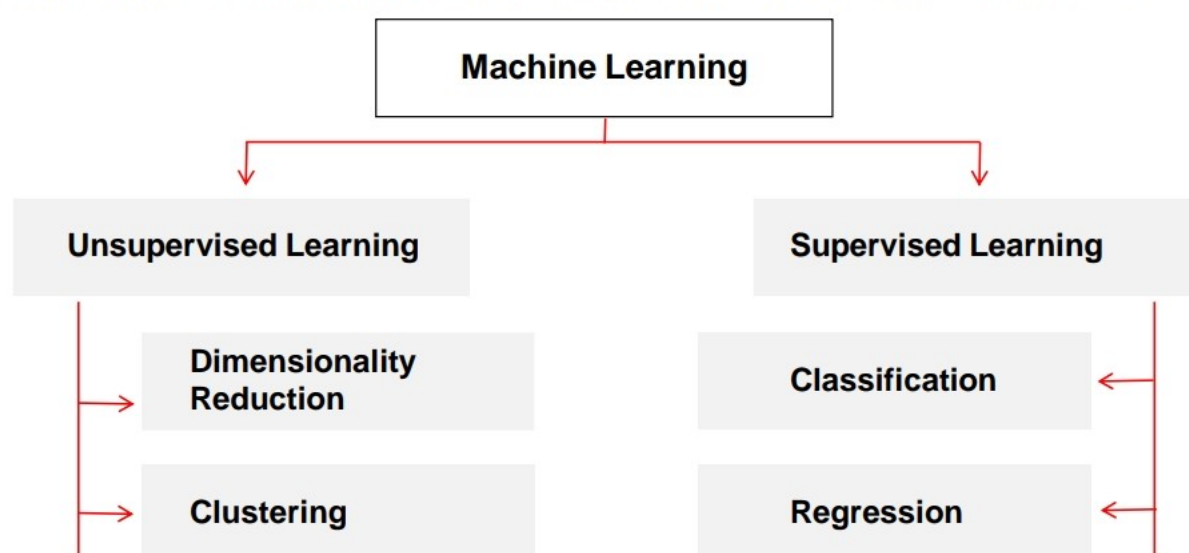 Machine Learning
Unsupervised Learning
Supervised Learning
Dimensionality
Reduction
Classification
Clustering
Regression